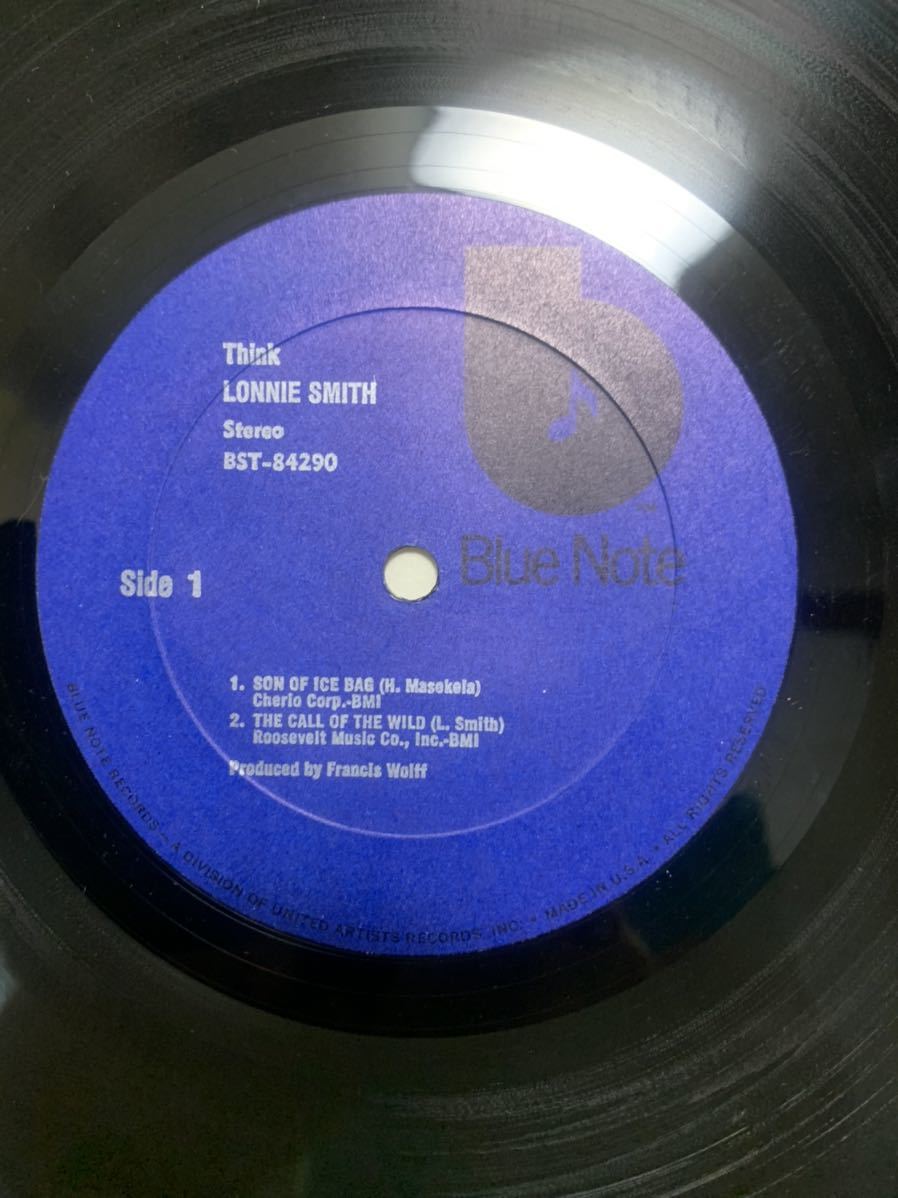 Think
LONNIE SMITH
Stereo
BST-84290
TM
Blue Note
Side 1
1. SON OF ICE BAG (H. Masekela)
Cherio Corp.-BMI
2. THE CALL OF THE WILD (L. Smith)
Roosevelt Music Co., Inc.-BMI
Produced by Francis Wolff
BLUE NOTE RECORDS — A DIVISION OF UNITED ARTISTS RECORDS, INC. • MADE IN U.S.A. • ALL RIGHTS RESERVED